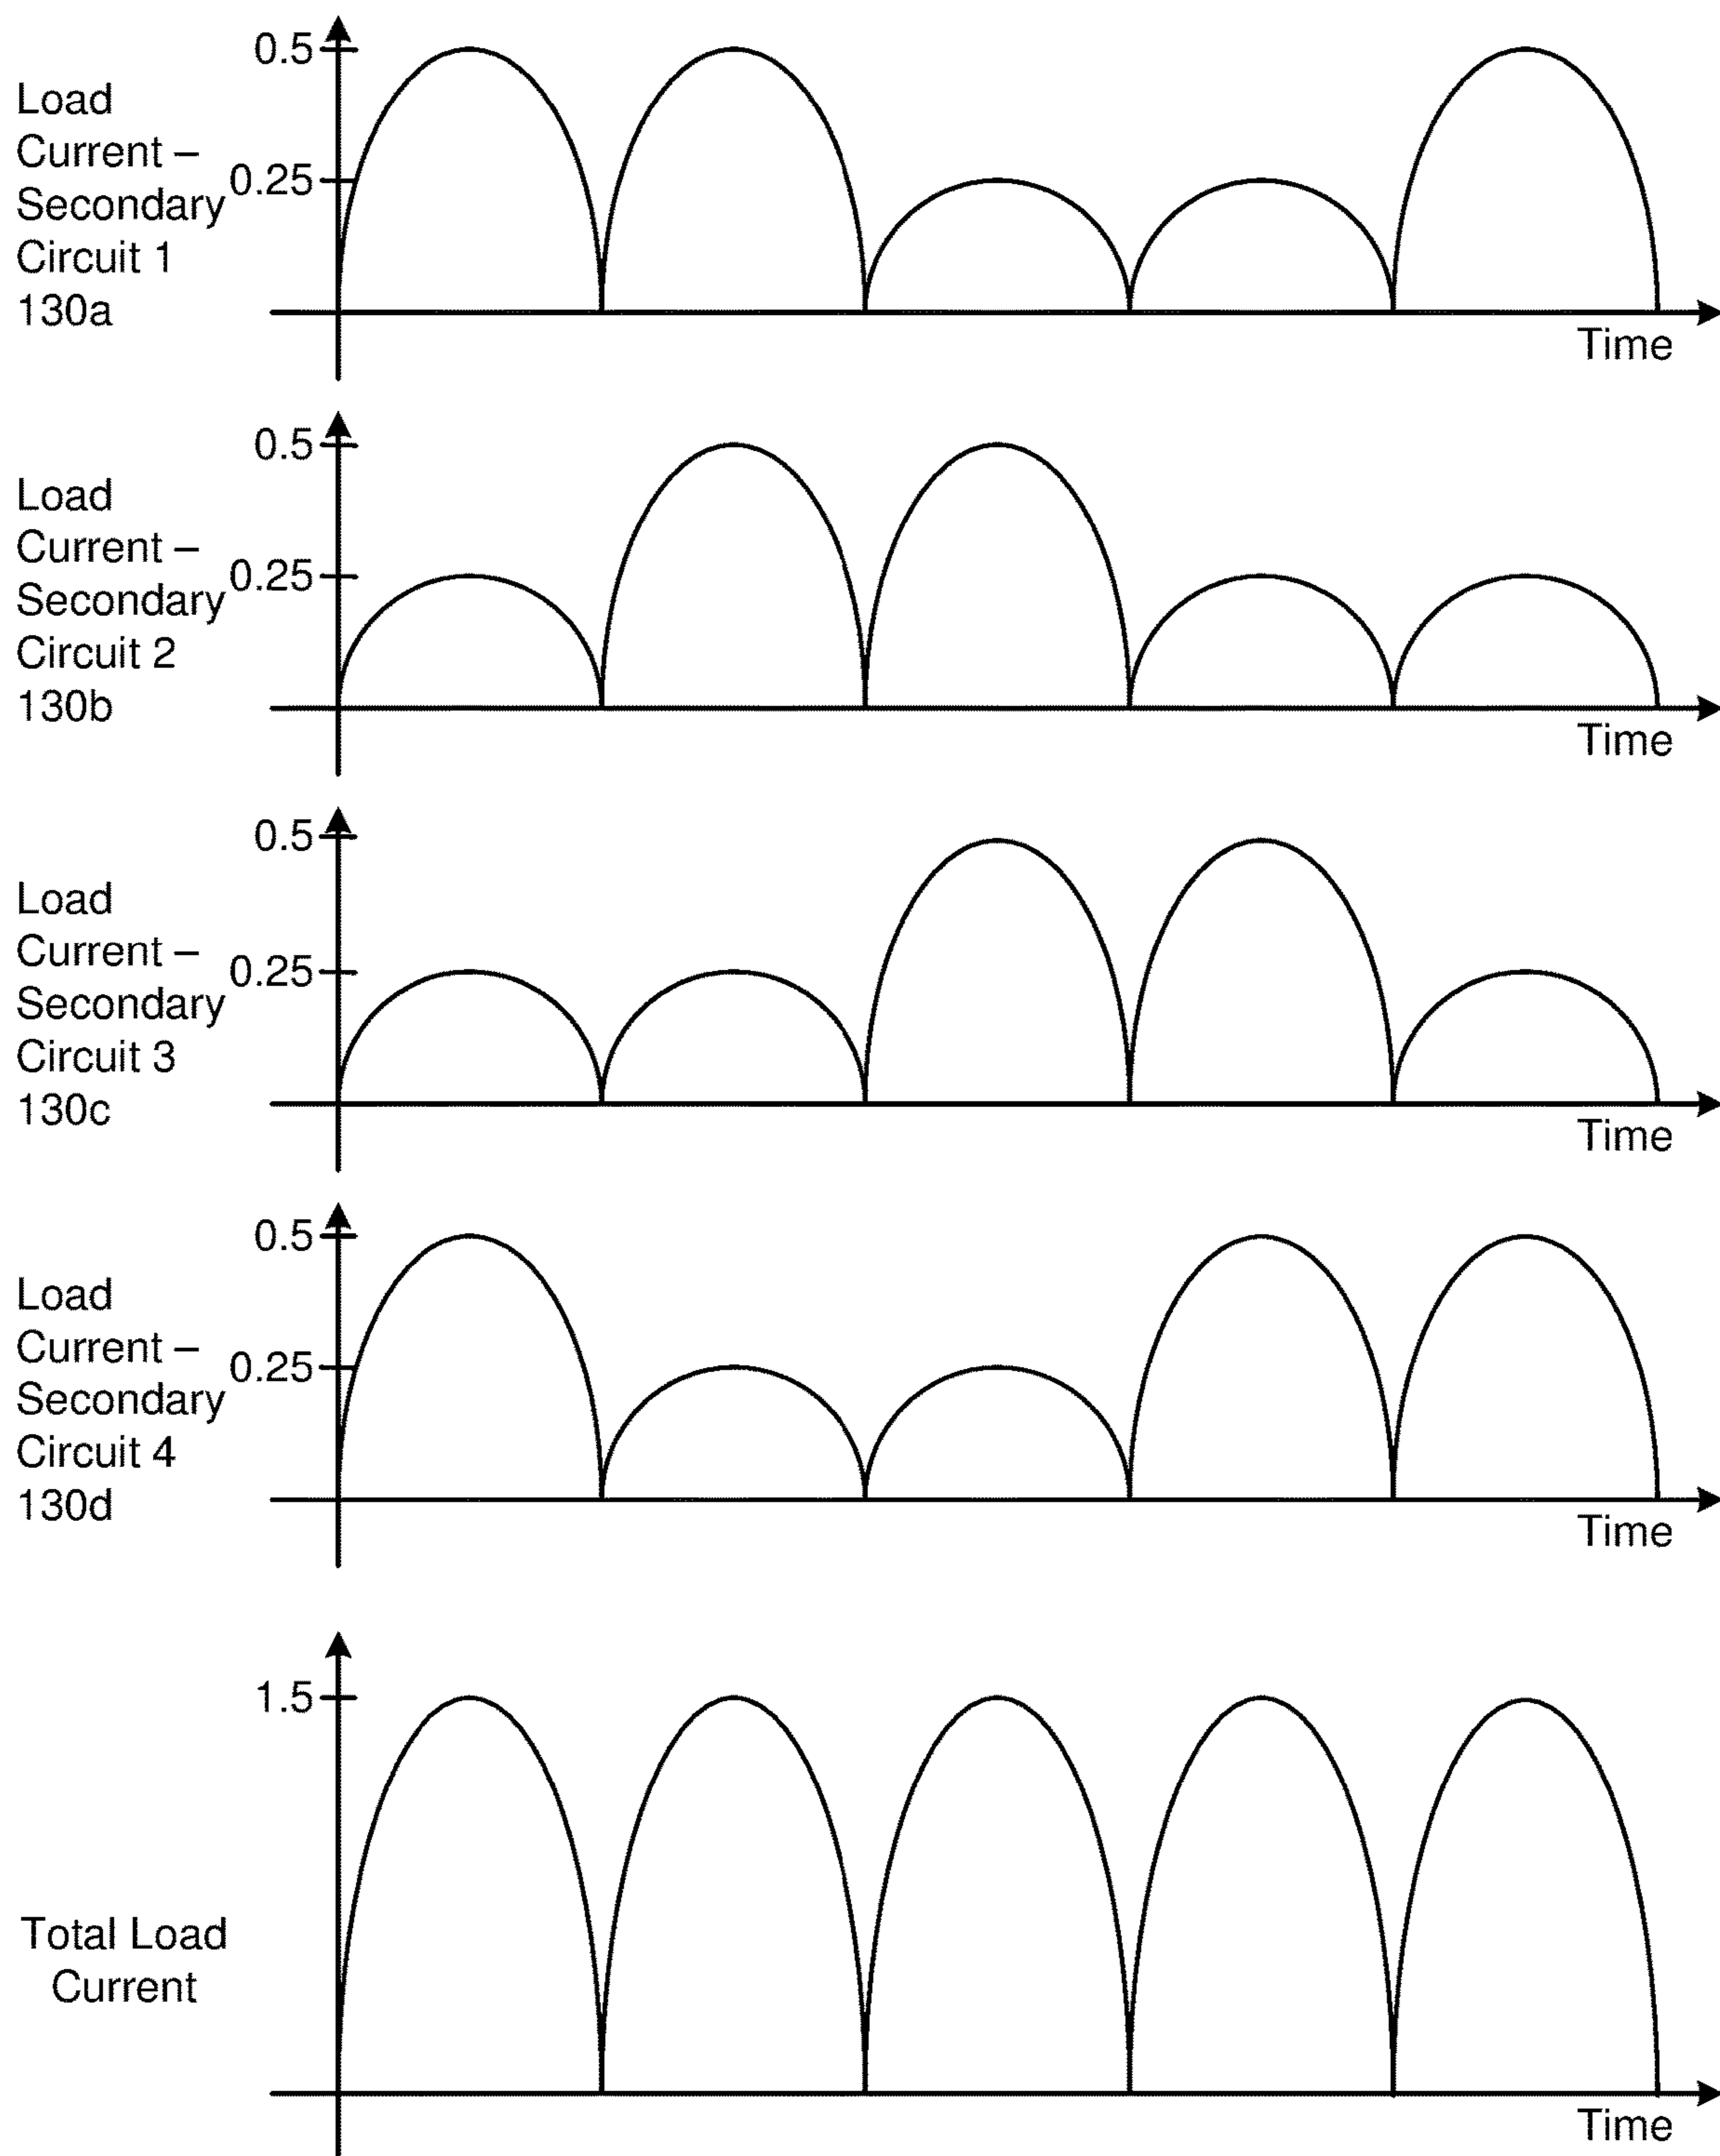 0.5
Load
Current –
Secondary
0.25
Circuit 1
130a
Time
0.5
Load
Current –
Secondary
0.25
Circuit 2
130b
Time
0.5
Load
Current –
Secondary
0.25
Circuit 3
130c
Time
0.5
Load
Current –
Secondary
0.25
Circuit 4
130d
Time
1.5
Total Load
Current
Time